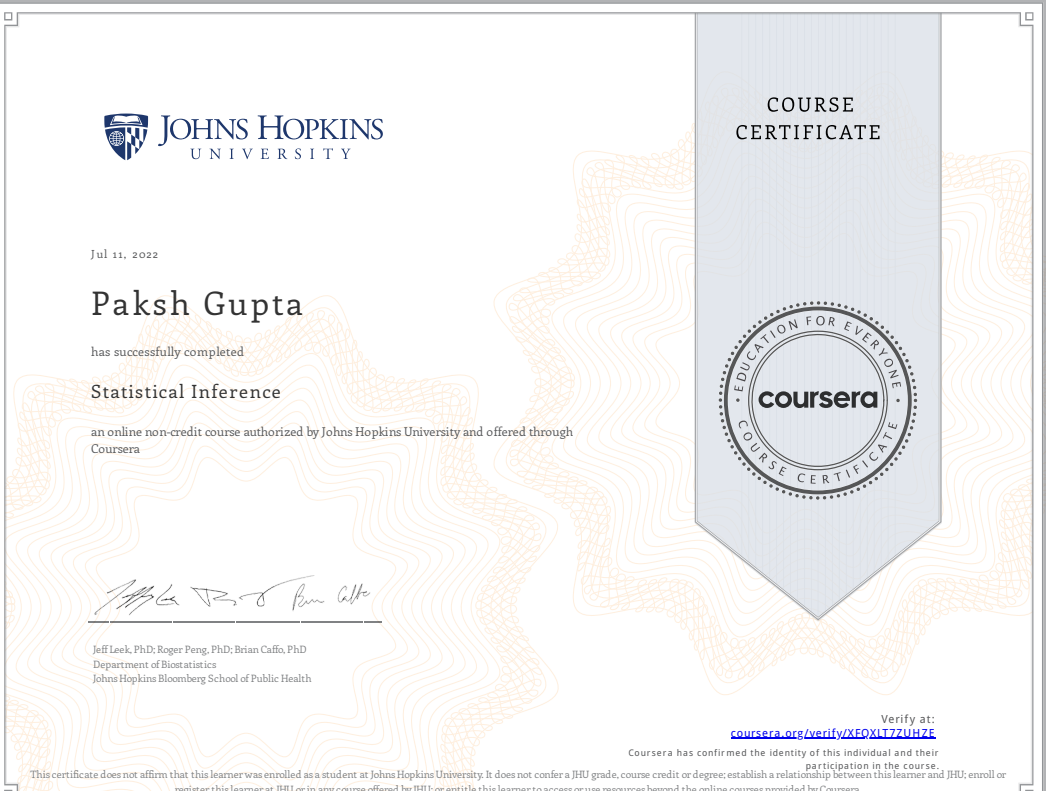 JOHNS HOPKINS
UNIVERSITY
COURSE
CERTIFICATE
Jul 11, 2022
Paksh Gupta
has successfully completed
Statistical Inference
an online non-credit course authorized by Johns Hopkins University and offered through
Coursera
EDUCATION FOR EVERYONE
coursera
COURSE CERTIFICATE
Jeff Leek, PhD; Roger Peng, PhD; Brian Caffo, PhD
Department of Biostatistics
Johns Hopkins Bloomberg School of Public Health
Verify at:
coursera.org/verify/XFQXLT7ZUHZE
Coursera has confirmed the identity of this individual and their
participation in the course.
This certificate does not affirm that this learner was enrolled as a student at Johns Hopkins University. It does not confer a JHU grade, course credit or degree; establish a relationship between this learner and JHU; enroll or
register this learner at JHU or in any course offered by JHU; or entitle this learner to access or use resources beyond the online courses provided by Coursera.